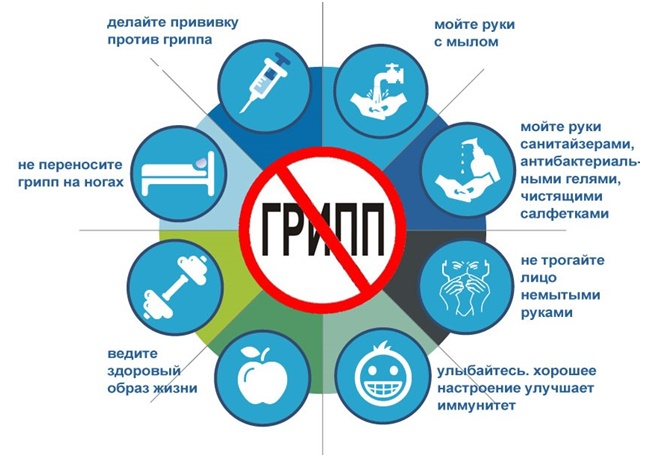 делайте прививку
против гриппа
мойте руки
с мылом
мойте руки
санитайзерами,
антибактериаль-
ными гелями,
чистящими
салфетками
не переносите
грипп на ногах
ГРИПП
не трогайте
лицо
немытыми
руками
ведите
здоровый
образ жизни
улыбайтесь. хорошее
настроение улучшает
иммунитет